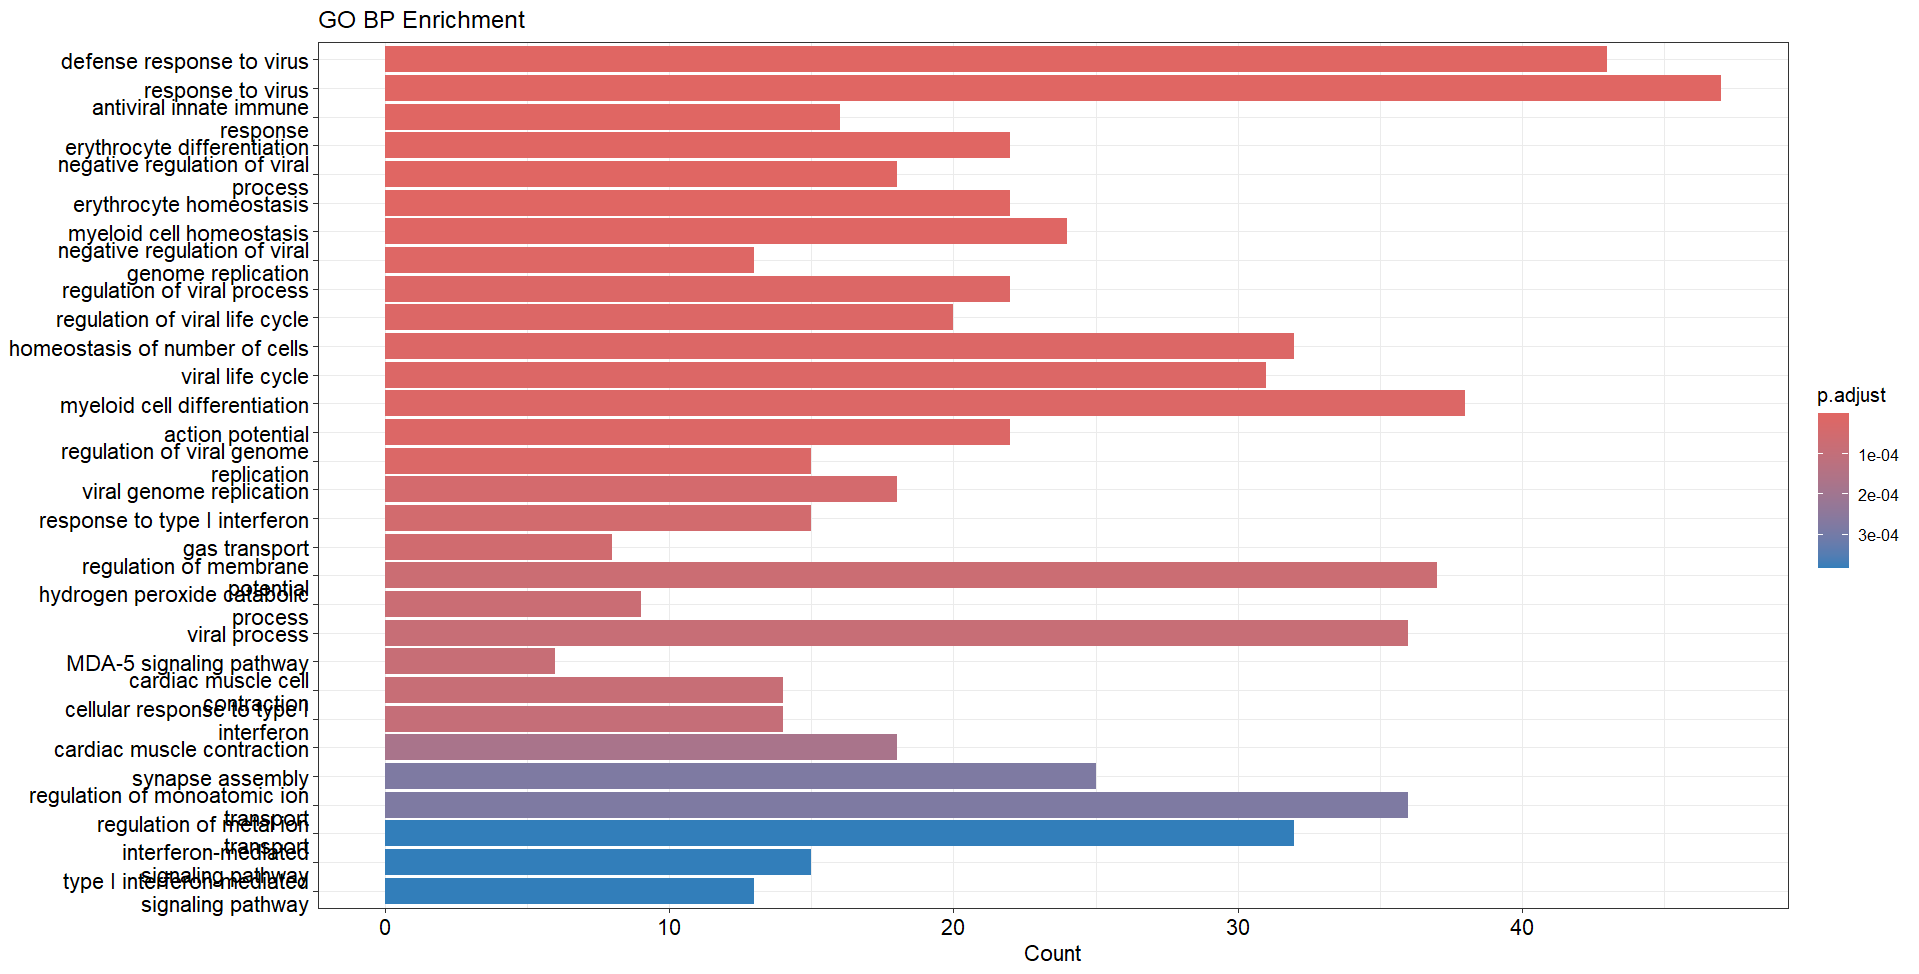 GO BP Enrichment
defense response to virus
response to virus
antiviral innate immune
response
erythrocyte differentiation
negative regulation of viral
process
erythrocyte homeostasis
myeloid cell homeostasis
negative regulation of viral
genome replication
regulation of viral process
regulation of viral life cycle
homeostasis of number of cells
viral life cycle
myeloid cell differentiation
action potential
regulation of viral genome
replication
viral genome replication
response to type I interferon
gas transport
regulation of membrane
potential
hydrogen peroxide catabolic
process
viral process
MDA-5 signaling pathway
cardiac muscle cell
contraction
cellular response to type I
interferon
cardiac muscle contraction
synapse assembly
regulation of monoatomic ion
transport
regulation of metal ion
transport
interferon-mediated
signaling pathway
type I interferon-mediated
signaling pathway
0 10 20 30 40
Count
p.adjust
1e-04
2e-04
3e-04